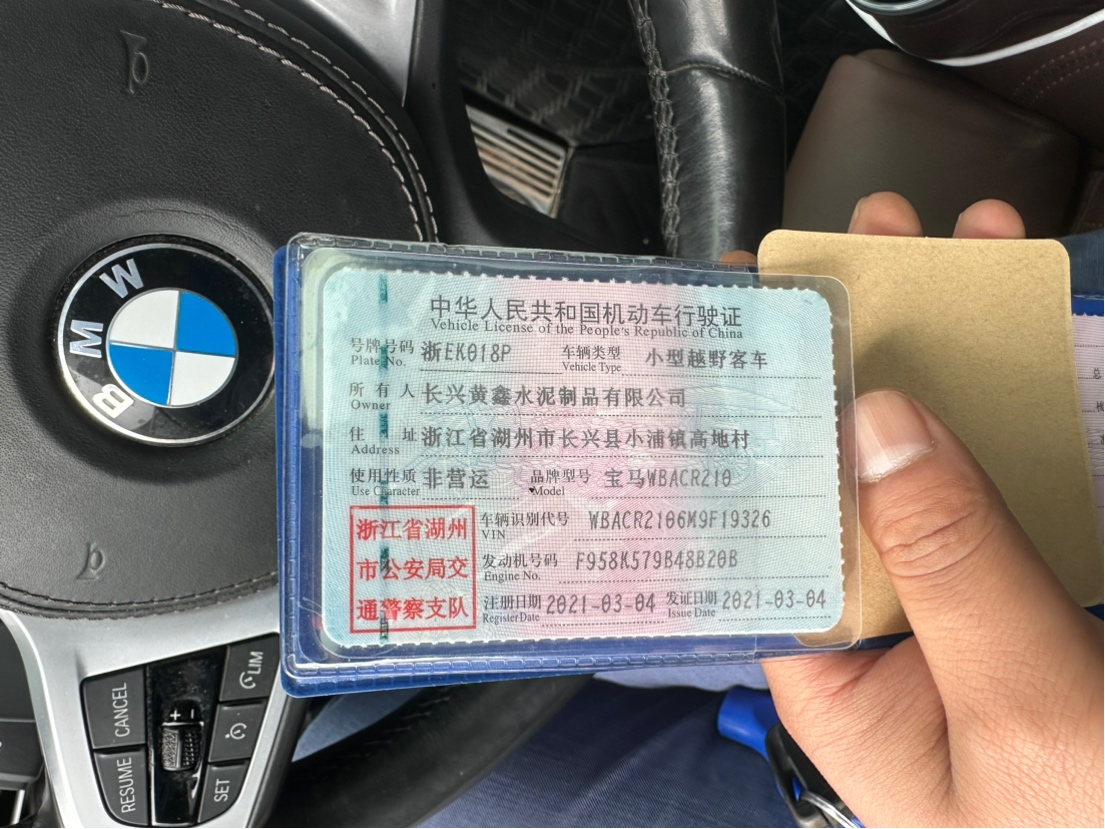 中华人民共和国机动车行驶证
Vehicle License of the People's Republic of China
号牌号码 浙EK018P 车辆类型 小型越野客车
Plate No. Vehicle Type
所有人 长兴黄鑫水泥制品有限公司
Owner
住址 浙江省湖州市长兴县小浦镇高地村
Address
使用性质 非营运 品牌型号 宝马WBACR210
Use Character Model
浙江省湖州
市公安局交
通警察支队
车辆识别代号 WBACR2106M9F19326
VIN
发动机号码 F958K579B48B20B
Engine No.
注册日期 2021-03-04 发证日期 2021-03-04
Register Date Issue Date
BMW
CANCEL
RESUME
LIM
SET
+
总